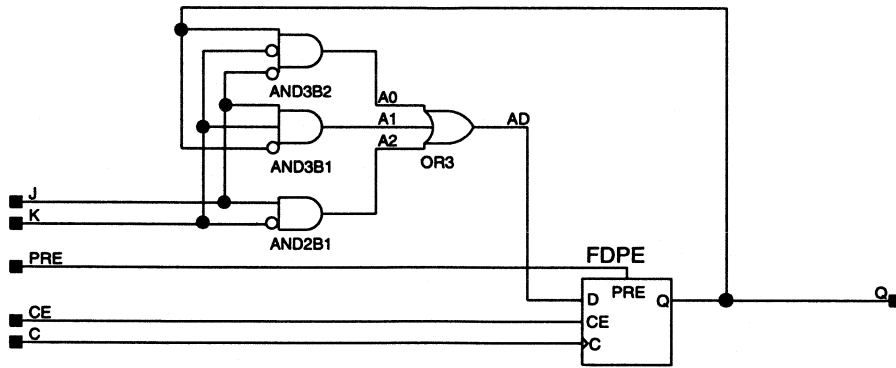 AND3B2
A0
A1
AD
A2
AND3B1
OR3
J
K
AND2B1
PRE
FDPE
PRE
D
Q
Q
CE
CE
C
C